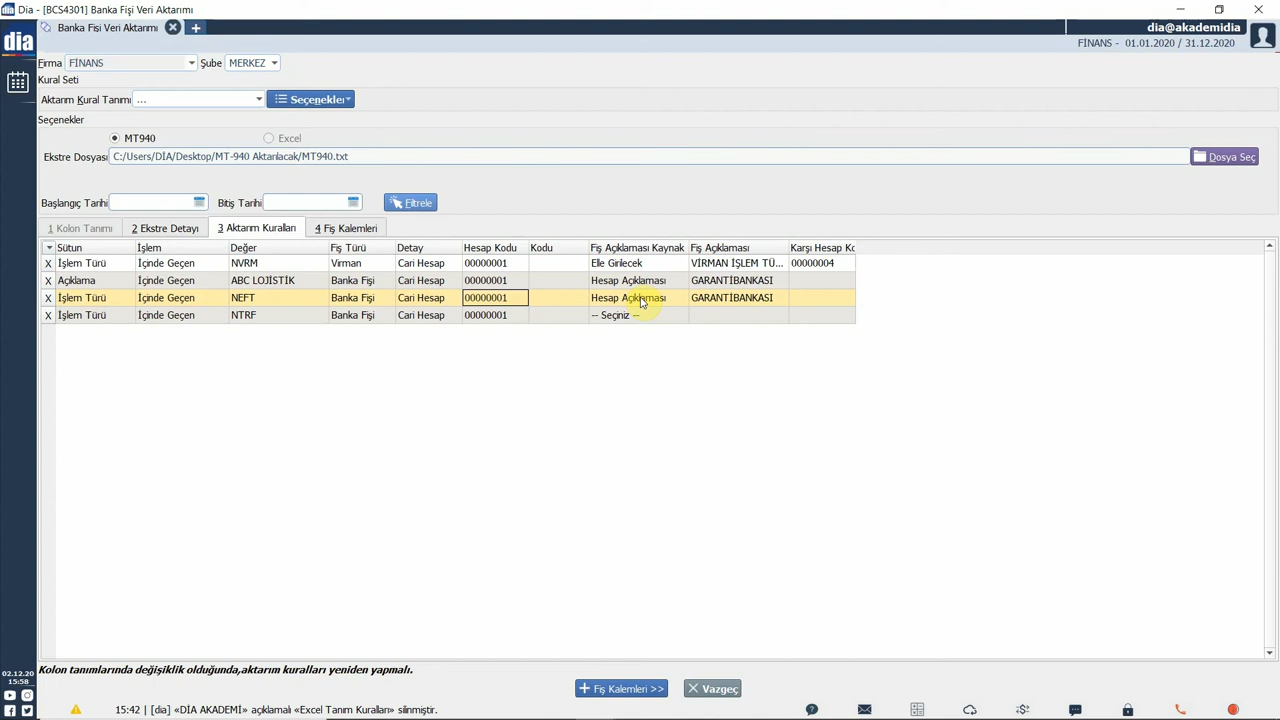 Dia - [BCS4301] Banka Fişi Veri Aktarımı
Banka Fişi Veri Aktarımı
dia@akademidia
dia
FİNANS - 01.01.2020 / 31.12.2020
Firma FİNANS Şube MERKEZ
Kural Seti
Aktarım Kural Tanımı ... Seçenekler
Seçenekler
MT940 Excel
Ekstre Dosyası C:/Users/DİA/Desktop/MT-940 Aktarılacak/MT940.txt Dosya Seç
Başlangıç Tarihi Bitiş Tarihi Filtrele
1 Kolon Tanımı 2 Ekstre Detayı 3 Aktarım Kuralları 4 Fiş Kalemleri
Sütun İşlem Değer Fiş Türü Detay Hesap Kodu Kodu Fiş Açıklaması Kaynak Fiş Açıklaması Karşı Hesap Kc
X İşlem Türü İçinde Geçen NVRM Virman Cari Hesap 00000001 Elle Girilecek VİRMAN İŞLEM TÜ... 00000004
X Açıklama İçinde Geçen ABC LOJİSTİK Banka Fişi Cari Hesap 00000001 Hesap Açıklaması GARANTİBANKASI
X İşlem Türü İçinde Geçen NEFT Banka Fişi Cari Hesap 00000001 Hesap Açıklaması GARANTİBANKASI
X İşlem Türü İçinde Geçen NTRF Banka Fişi Cari Hesap 00000001 -- Seçiniz --
Kolon tanımlarında değişiklik olduğunda,aktarım kuralları yeniden yapmalı.
02.12.20
15:58
Fiş Kalemleri >> Vazgeç
15:42 | [dia] «DİA AKADEMİ» açıklamalı «Excel Tanım Kuralları» silinmiştir.